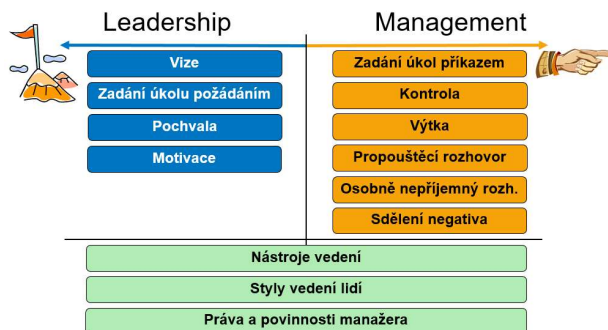 Leadership
Management
Vize
Zadání úkolu požádáním
Pochvala
Motivace
Zadání úkol příkazem
Kontrola
Výtka
Propouštěcí rozhovor
Osobně nepříjemný rozh.
Sdělení negativa
Nástroje vedení
Styly vedení lidí
Práva a povinnosti manažera